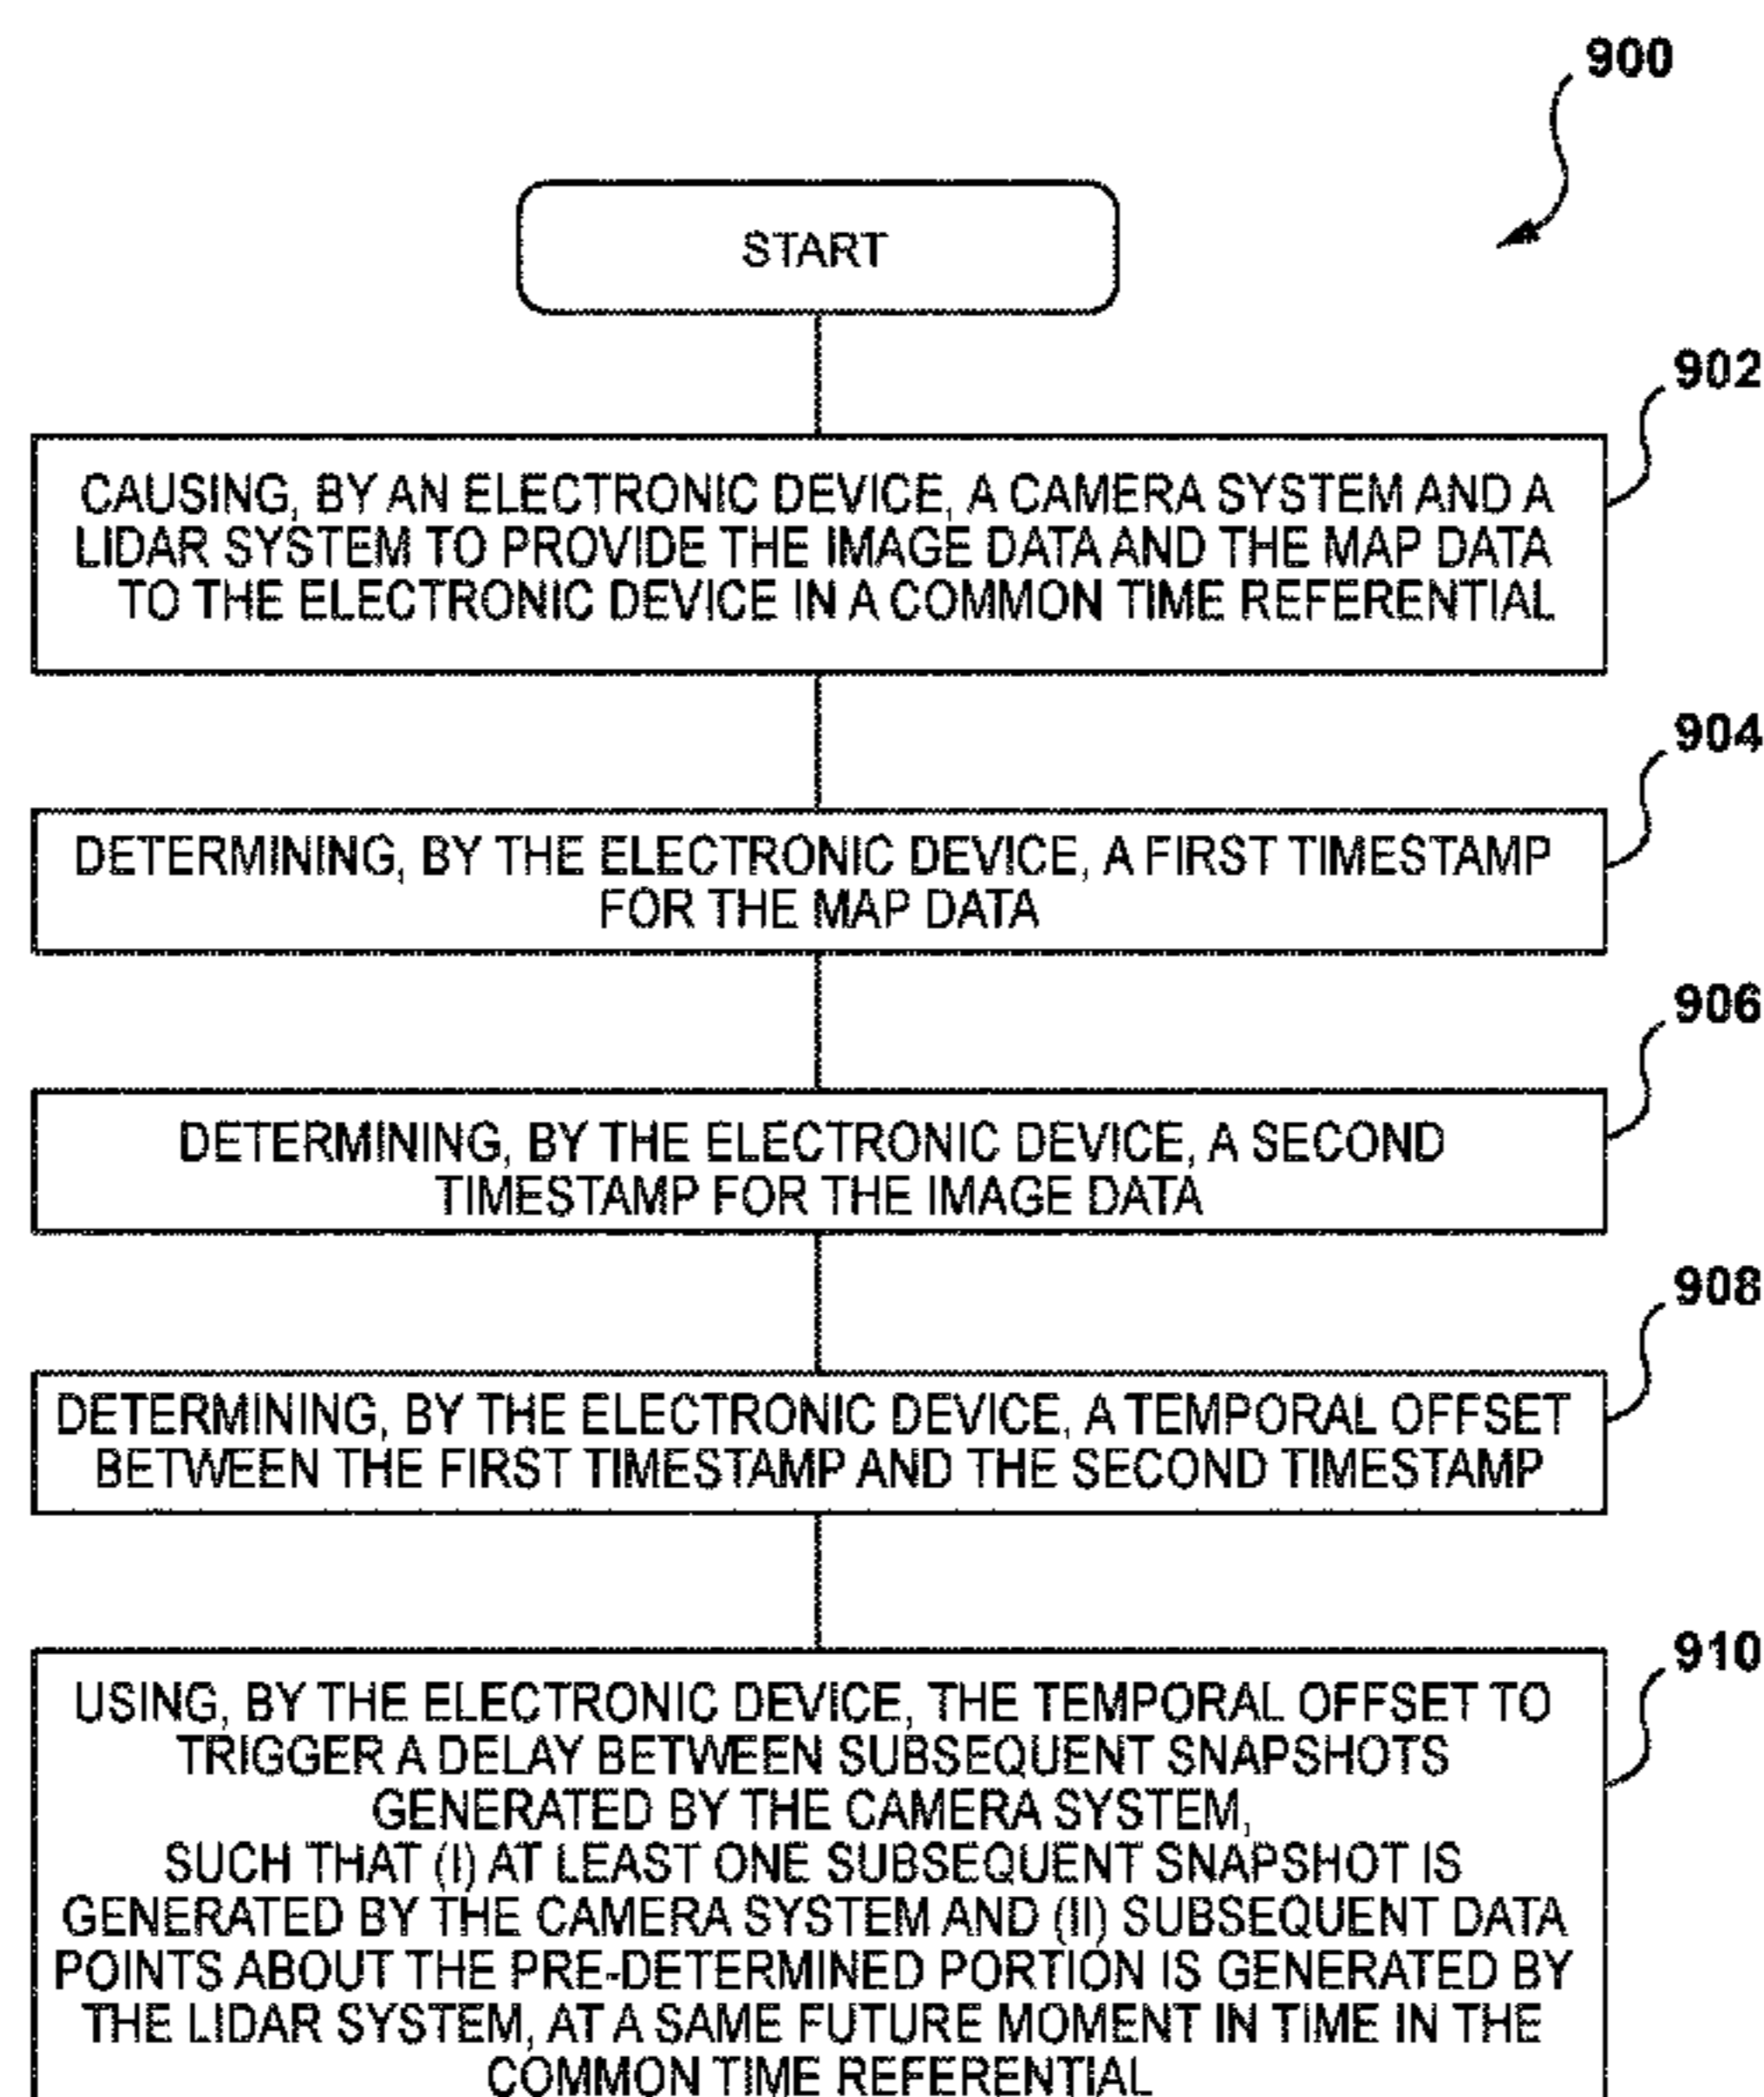 900
START
902
CAUSING, BY AN ELECTRONIC DEVICE, A CAMERA SYSTEM AND A
LIDAR SYSTEM TO PROVIDE THE IMAGE DATA AND THE MAP DATA
TO THE ELECTRONIC DEVICE IN A COMMON TIME REFERENTIAL
904
DETERMINING, BY THE ELECTRONIC DEVICE, A FIRST TIMESTAMP
FOR THE MAP DATA
906
DETERMINING, BY THE ELECTRONIC DEVICE, A SECOND
TIMESTAMP FOR THE IMAGE DATA
908
DETERMINING, BY THE ELECTRONIC DEVICE, A TEMPORAL OFFSET
BETWEEN THE FIRST TIMESTAMP AND THE SECOND TIMESTAMP
910
USING, BY THE ELECTRONIC DEVICE, THE TEMPORAL OFFSET TO
TRIGGER A DELAY BETWEEN SUBSEQUENT SNAPSHOTS
GENERATED BY THE CAMERA SYSTEM,
SUCH THAT (I) AT LEAST ONE SUBSEQUENT SNAPSHOT IS
GENERATED BY THE CAMERA SYSTEM AND (II) SUBSEQUENT DATA
POINTS ABOUT THE PRE-DETERMINED PORTION IS GENERATED BY
THE LIDAR SYSTEM, AT A SAME FUTURE MOMENT IN TIME IN THE
COMMON TIME REFERENTIAL